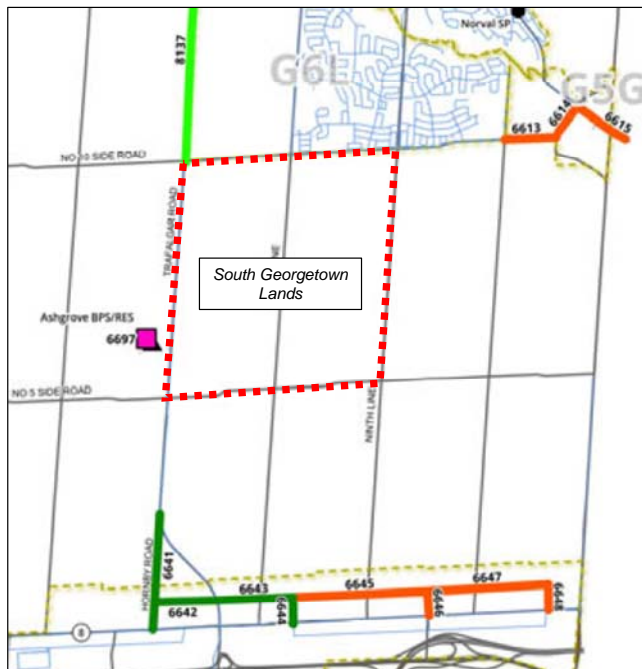 Norval SP
8137
G6L
G5G
6614
6615
6613
NO 10 SIDE ROAD
TRAFALGAR ROAD
South Georgetown
Lands
NE
Ashgrove BPS/RES
6697
NO 5 SIDE ROAD
NINTH LINE
HORNBY ROAD
6641
6642
6643
6644
6645
6646
6647
6648
8